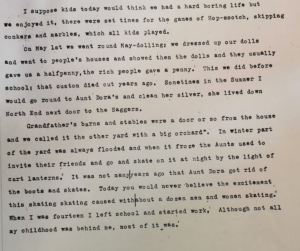 I suppose kids today would think we had a hard boring life but
we enjoyed it, there were set times for the games of Hop-scotch, skipping
conkers and marbles, which all kids played.
On May 1st we went round May-dolling; we dressed up our dolls
and went to people's houses and showed them the dolls and they usually
gave us a halfpenny, the rich people gave a penny. This we did before
school; that custom died out years ago. Sometimes in the Summer I
would go round to Aunt Dora's and clean her silver, she lived down
North End next door to the Saggers.
Grandfather's barns and stables were a door or so from the house
and we called it the other yard with a big orchard". In winter part
of the yard was always flooded and when it froze the Aunts used to
invite their friends and go and skate on it at night by the light of
cart lanterns. It was not many years ago that Aunt Dora got rid of
the boots and skates. Today you would never believe the excitement
this skating skating caused with about a dozen men and women skating.
When I was fourteen I left school and started work. Although not all
my childhood was behind me, most of it was.